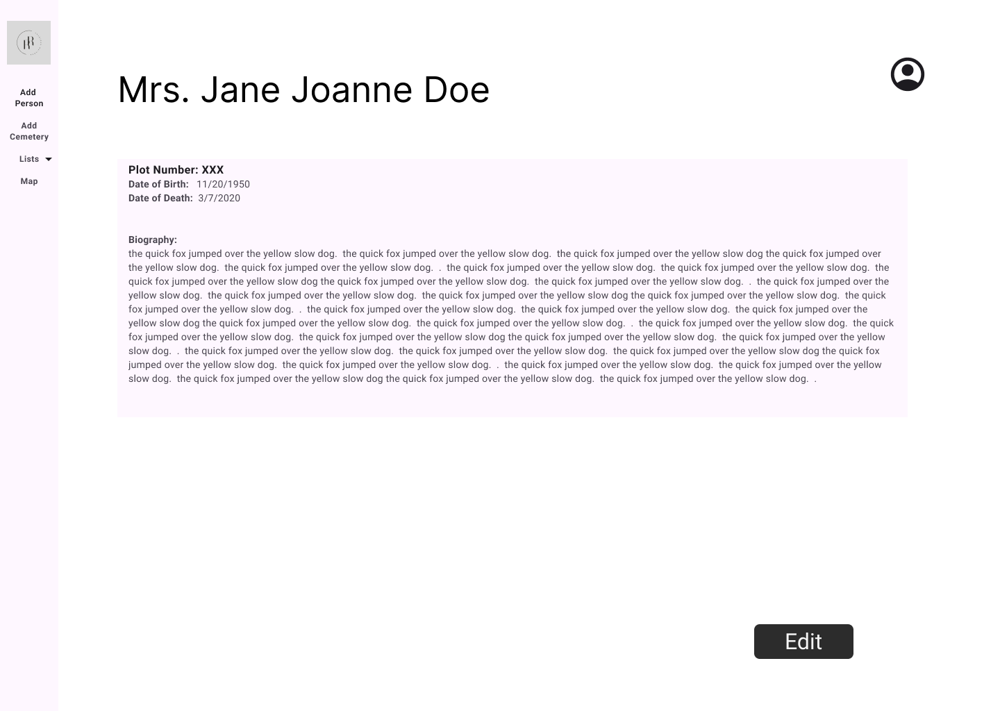 Add
Person
Add
Cemetery
Lists
Map
Mrs. Jane Joanne Doe
Plot Number: XXX
Date of Birth:   11/20/1950
Date of Death:  3/7/2020
Biography:
the quick fox jumped over the yellow slow dog.  the quick fox jumped over the yellow slow dog.  the quick fox jumped over the yellow slow dog the quick fox jumped over
the yellow slow dog.  the quick fox jumped over the yellow slow dog.  .  the quick fox jumped over the yellow slow dog.  the quick fox jumped over the yellow slow dog.  the
quick fox jumped over the yellow slow dog the quick fox jumped over the yellow slow dog.  the quick fox jumped over the yellow slow dog.  .  the quick fox jumped over the
yellow slow dog.  the quick fox jumped over the yellow slow dog.  the quick fox jumped over the yellow slow dog the quick fox jumped over the yellow slow dog.  the quick
fox jumped over the yellow slow dog.  .  the quick fox jumped over the yellow slow dog.  the quick fox jumped over the yellow slow dog.  the quick fox jumped over the
yellow slow dog the quick fox jumped over the yellow slow dog.  the quick fox jumped over the yellow slow dog.  .  the quick fox jumped over the yellow slow dog.  the quick
fox jumped over the yellow slow dog.  the quick fox jumped over the yellow slow dog the quick fox jumped over the yellow slow dog.  the quick fox jumped over the yellow
slow dog.  .  the quick fox jumped over the yellow slow dog.  the quick fox jumped over the yellow slow dog.  the quick fox jumped over the yellow slow dog the quick fox
jumped over the yellow slow dog.  the quick fox jumped over the yellow slow dog.  .  the quick fox jumped over the yellow slow dog.  the quick fox jumped over the yellow
slow dog.  the quick fox jumped over the yellow slow dog the quick fox jumped over the yellow slow dog.  the quick fox jumped over the yellow slow dog.  .
Edit